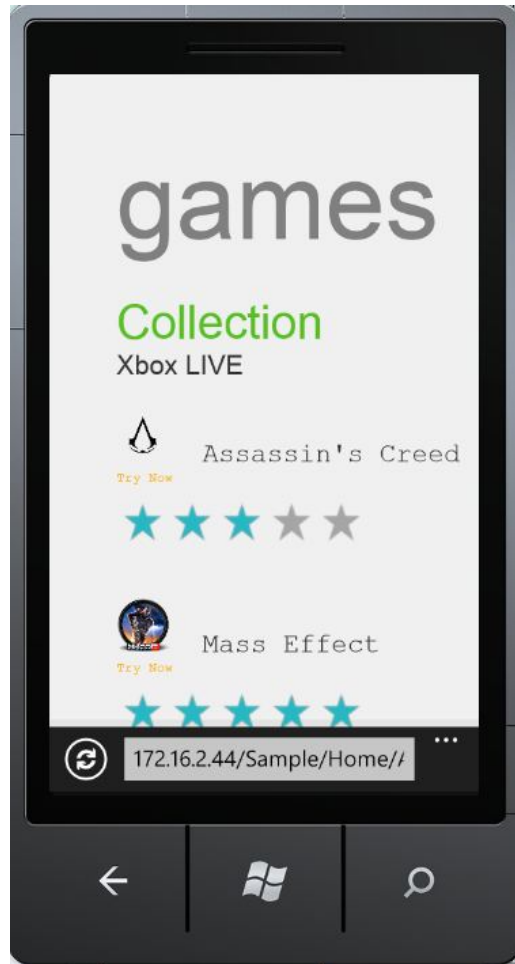 games
Collection
Xbox LIVE
Assassin's Creed
Try Now
Mass Effect
Try Now
172.16.2.44/Sample/Home//